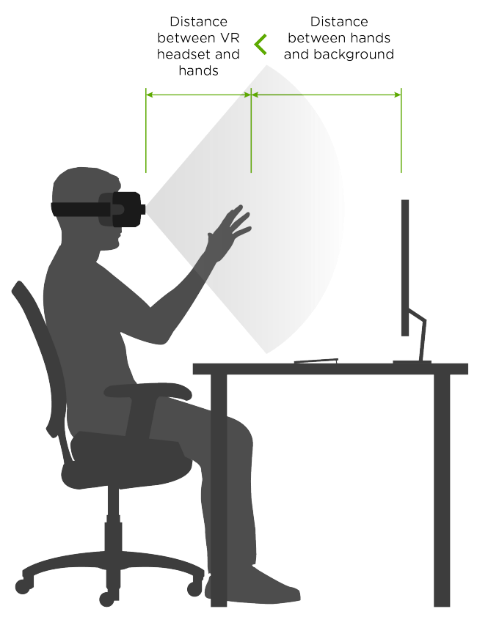 Distance
between VR
headset and
hands
<
Distance
between hands
and background